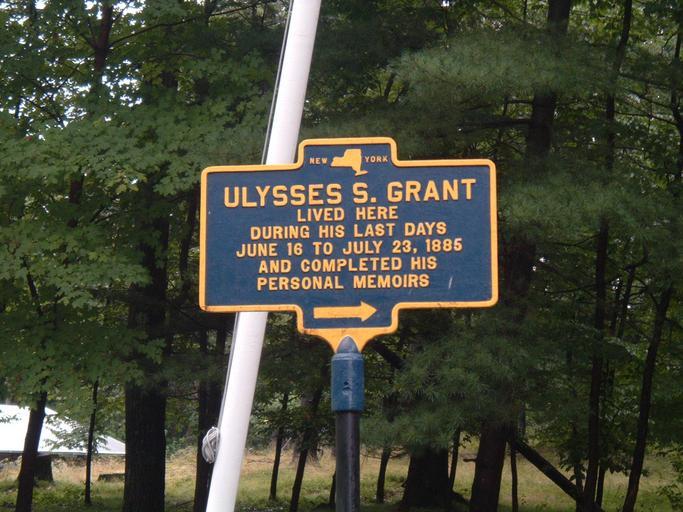 NEW YORK
ULYSSES S. GRANT
LIVED HERE
DURING HIS LAST DAYS
JUNE 16 TO JULY 23, 1885
AND COMPLETED HIS
PERSONAL MEMOIRS